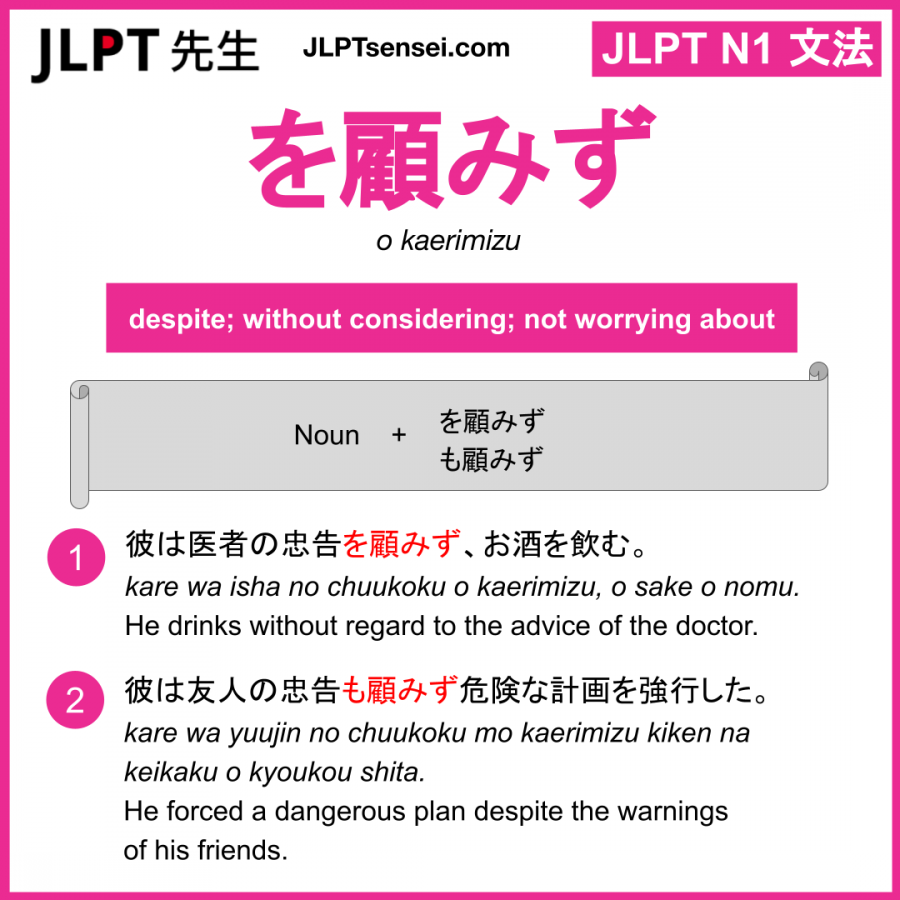 JLPT 先生
JLPTsensei.com
JLPT N1 文法
を顧みず
o kaerimizu
despite; without considering; not worrying about
Noun + を顧みず
も顧みず
1 彼は医者の忠告を顧みず、お酒を飲む。
kare wa isha no chuukoku o kaerimizu, o sake o nomu.
He drinks without regard to the advice of the doctor.
2 彼は友人の忠告も顧みず危険な計画を強行した。
kare wa yuujin no chuukoku mo kaerimizu kiken na
keikaku o kyoukou shita.
He forced a dangerous plan despite the warnings
of his friends.